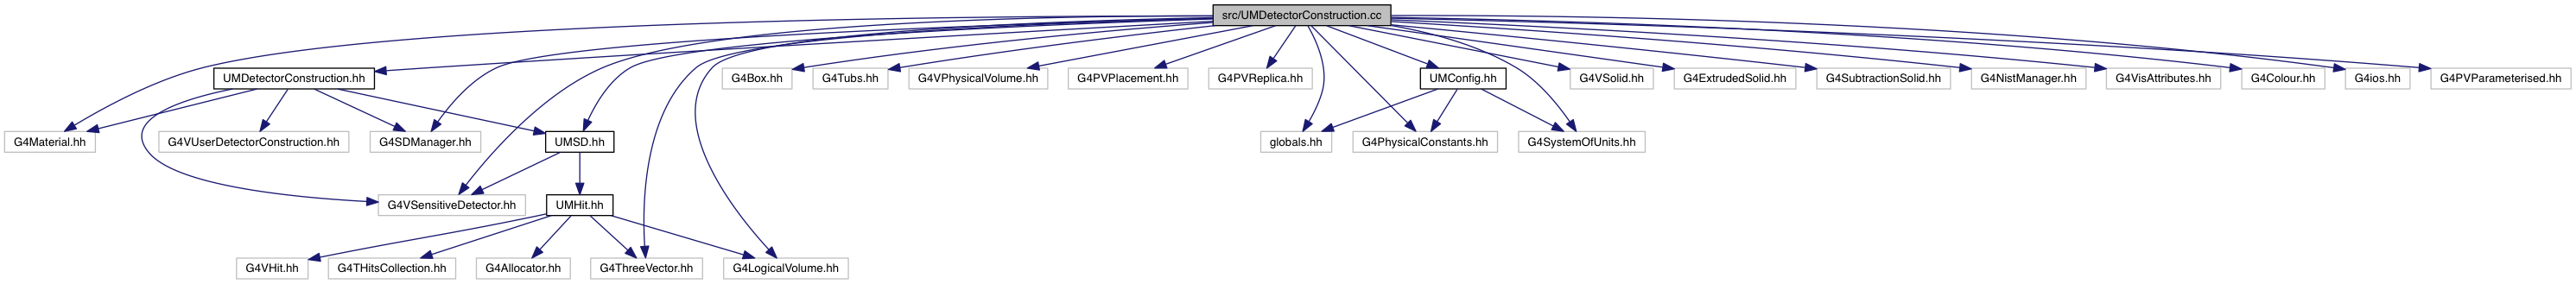 src/UMDetectorConstruction.cc
UMDetectorConstruction.hh
G4Box.hh
G4Tubs.hh
G4VPhysicalVolume.hh
G4PVPlacement.hh
G4PVReplica.hh
UMConfig.hh
G4VSolid.hh
G4ExtrudedSolid.hh
G4SubtractionSolid.hh
G4NistManager.hh
G4VisAttributes.hh
G4Colour.hh
G4ios.hh
G4PVParameterised.hh
G4Material.hh
G4VUserDetectorConstruction.hh
G4SDManager.hh
UMSD.hh
globals.hh
G4PhysicalConstants.hh
G4SystemOfUnits.hh
G4VSensitiveDetector.hh
UMHit.hh
G4VHit.hh
G4THitsCollection.hh
G4Allocator.hh
G4ThreeVector.hh
G4LogicalVolume.hh